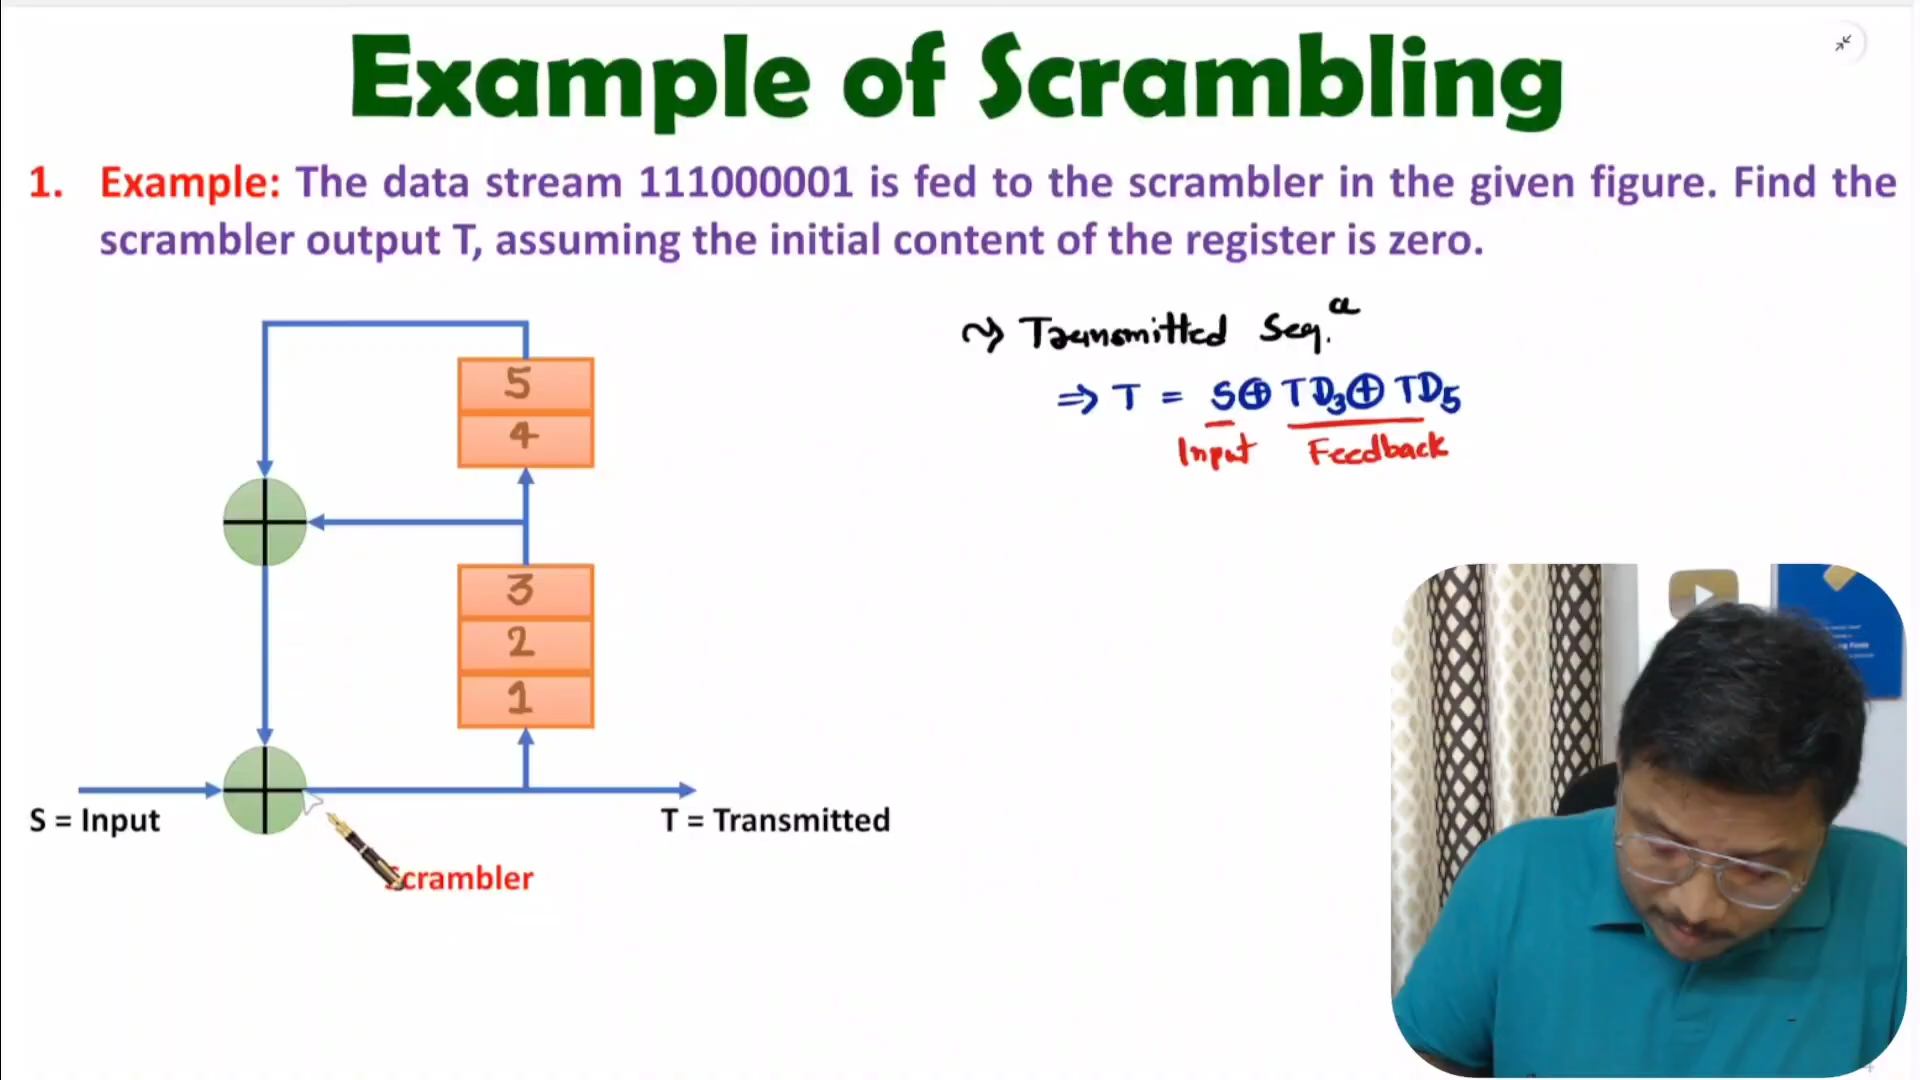 Example of Scrambling
1. Example: The data stream 111000001 is fed to the scrambler in the given figure. Find the
scrambler output T, assuming the initial content of the register is zero.
5
4
3
2
1
S = Input
T = Transmitted
Scrambler
⇝ Transmitted Seq.
⇒ T = S⊕ TD₃⊕ TD₅
Input Feedback